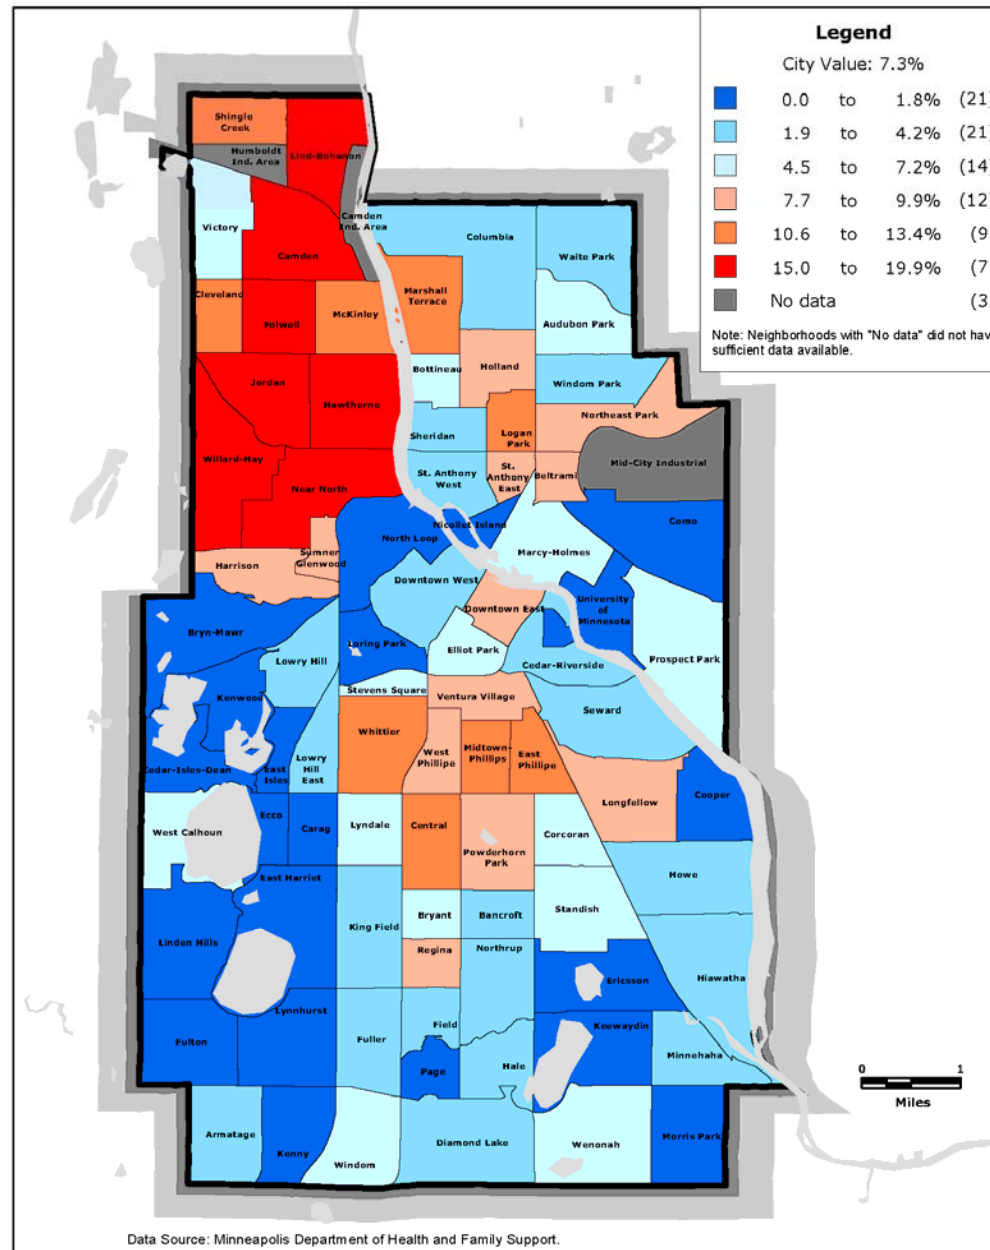 Legend
City Value: 7.3%
0.0 to 1.8% (21)
1.9 to 4.2% (21)
4.5 to 7.2% (14)
7.7 to 9.9% (12)
10.6 to 13.4% (9
15.0 to 19.9% (7
No data (3
Note: Neighborhoods with "No data" did not hav
sufficient data available.
Shingle
Creek
Humboldt
Ind. Area
Lind-Bohanon
Victory
Camden
Ind. Area
Camden
Columbia
Waite Park
Cleveland
Folwell
McKinley
Marshall
Terrace
Audubon Park
Bottineau
Holland
Windom Park
Jordan
Hawthorne
Northeast Park
Sheridan
Logan
Park
Willard-Hay
Near North
St. Anthony
West
St.
Anthony
East
Beltrami
Mid-City Industrial
Nicollet Island
Como
North Loop
Marcy-Holmes
Harrison
Sumner
Glenwood
Downtown West
Downtown East
University
of
Minnesota
Bryn-Mawr
Loring Park
Elliot Park
Lowry Hill
Cedar-Riverside
Prospect Park
Stevens Square
Kenwood
Ventura Village
Seward
Whittier
West
Phillipe
Midtown-
Phillips
East
Phillipe
Cedar-Isles-Dean
East
Isles
Lowry
Hill
East
Longfellow
Cooper
West Calhoun
Ecco
Carag
Lyndale
Central
Powderhorn
Park
Corcoran
East Harriet
Howe
Linden Hills
King Field
Bryant
Bancroft
Standish
Regina
Northrup
Ericsson
Hiawatha
Lynnhurst
Fulton
Fuller
Field
Keewaydin
Page
Hale
Minnehaha
0 1
Miles
Armatage
Kenny
Windom
Diamond Lake
Wenonah
Morris Park
Data Source: Minneapolis Department of Health and Family Support.